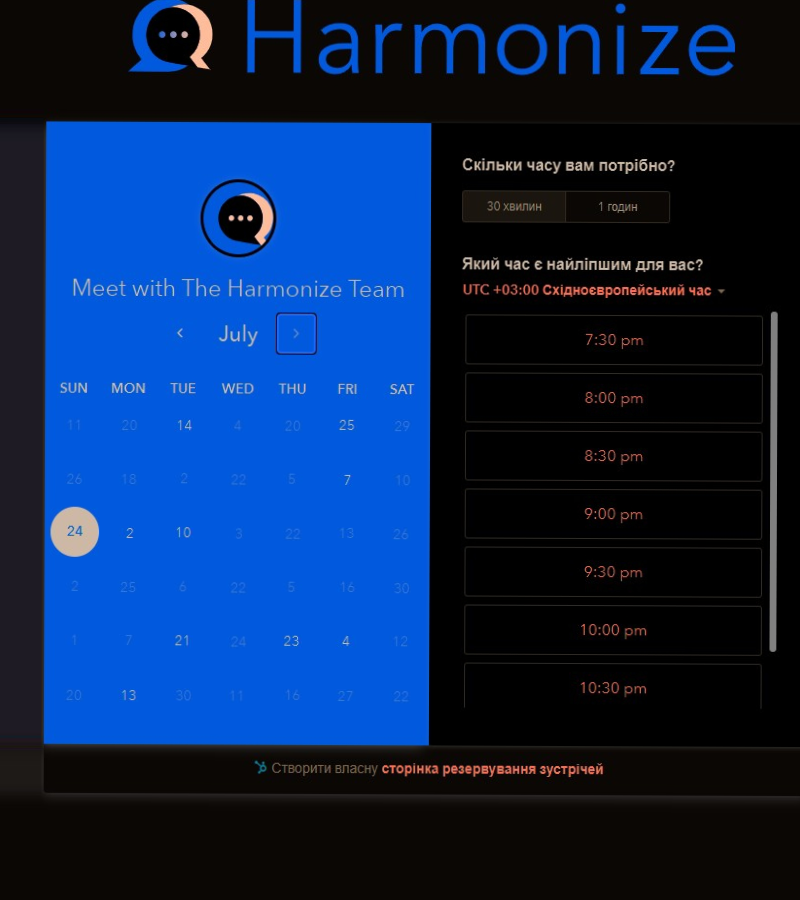 Harmonize
Meet with The Harmonize Team
July
SUN MON TUE WED THU FRI SAT
11 20 14 4 20 25 29
26 18 2 22 5 7 10
24 2 10 3 22 13 26
2 25 6 22 5 16 30
1 7 21 24 23 4 12
20 13 30 11 16 27 22
Скільки часу вам потрібно?
30 хвилин 1 годин
Який час є найліпшим для вас?
UTC +03:00 Східноєвропейський час
7:30 pm
8:00 pm
8:30 pm
9:00 pm
9:30 pm
10:00 pm
10:30 pm
Створити власну сторінка резервування зустрічей